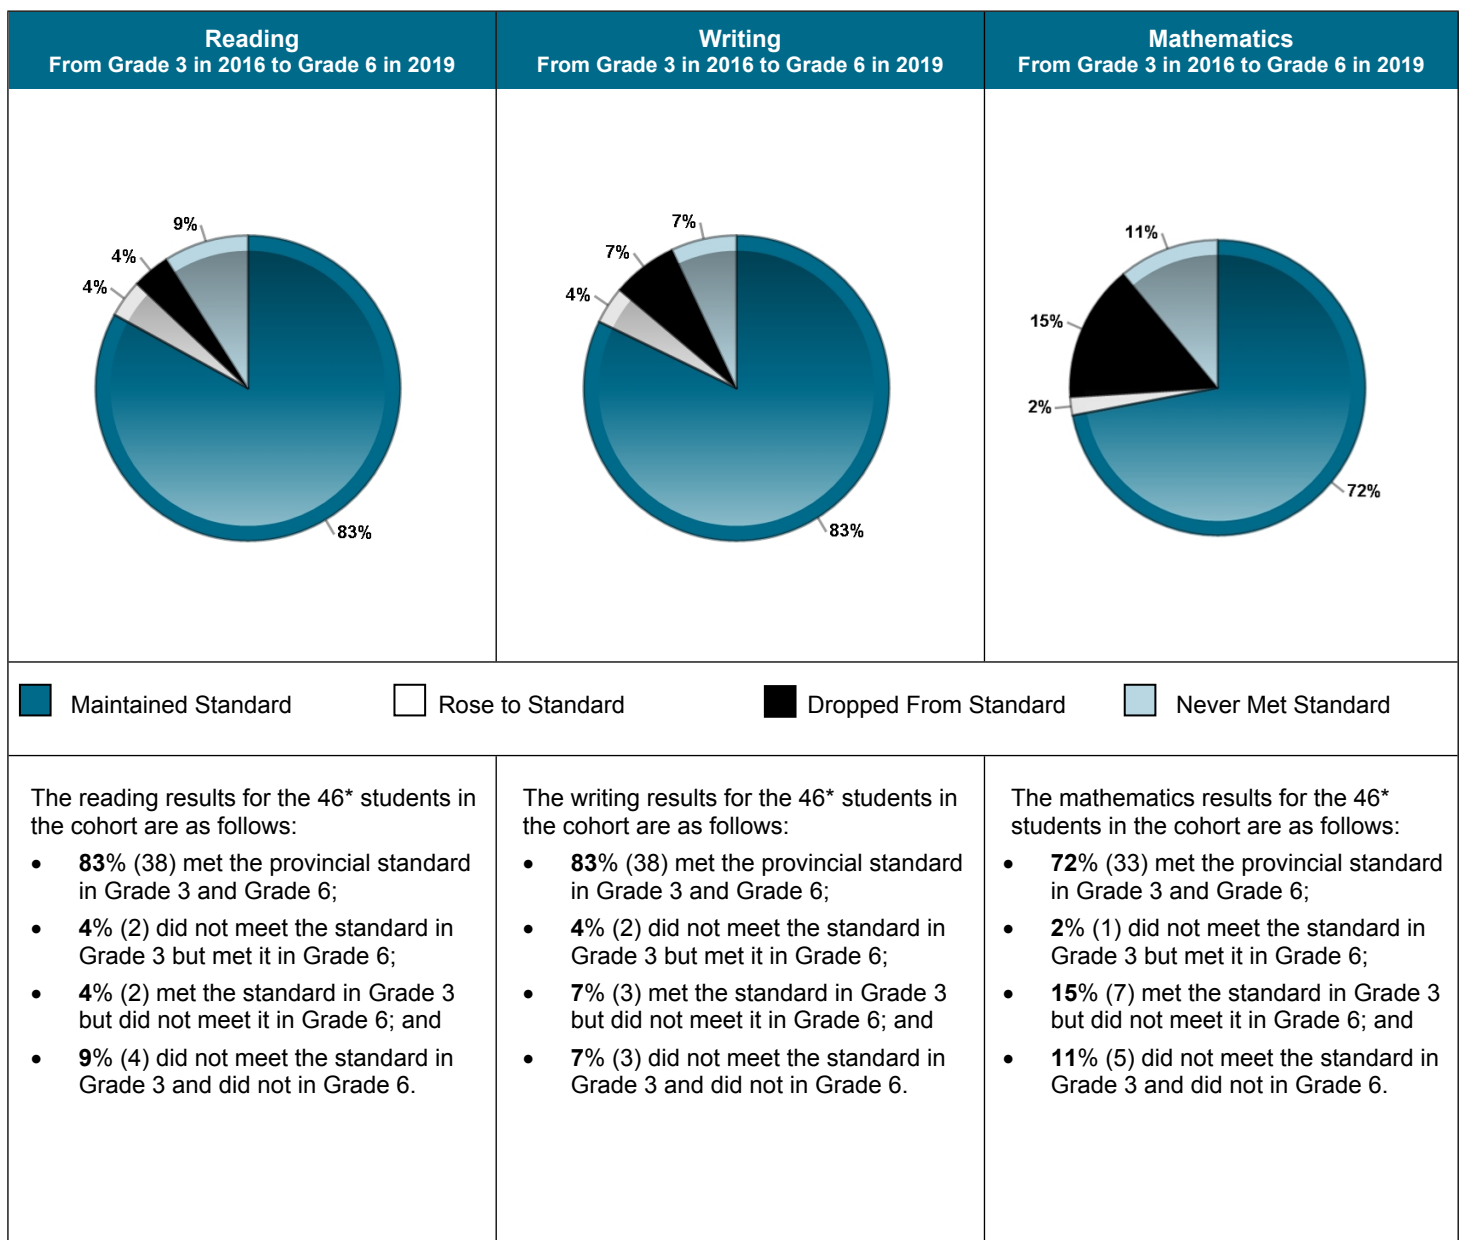 Reading
From Grade 3 in 2016 to Grade 6 in 2019
Writing
From Grade 3 in 2016 to Grade 6 in 2019
Mathematics
From Grade 3 in 2016 to Grade 6 in 2019
9%
4%
4%
83%
7%
7%
4%
83%
11%
15%
2%
72%
Maintained Standard
Rose to Standard
Dropped From Standard
Never Met Standard
The reading results for the 46* students in
the cohort are as follows:
• 83% (38) met the provincial standard
in Grade 3 and Grade 6;
• 4% (2) did not meet the standard in
Grade 3 but met it in Grade 6;
• 4% (2) met the standard in Grade 3
but did not meet it in Grade 6; and
• 9% (4) did not meet the standard in
Grade 3 and did not in Grade 6.
The writing results for the 46* students in
the cohort are as follows:
• 83% (38) met the provincial standard
in Grade 3 and Grade 6;
• 4% (2) did not meet the standard in
Grade 3 but met it in Grade 6;
• 7% (3) met the standard in Grade 3
but did not meet it in Grade 6; and
• 7% (3) did not meet the standard in
Grade 3 and did not in Grade 6.
The mathematics results for the 46*
students in the cohort are as follows:
• 72% (33) met the provincial standard
in Grade 3 and Grade 6;
• 2% (1) did not meet the standard in
Grade 3 but met it in Grade 6;
• 15% (7) met the standard in Grade 3
but did not meet it in Grade 6; and
• 11% (5) did not meet the standard in
Grade 3 and did not in Grade 6.